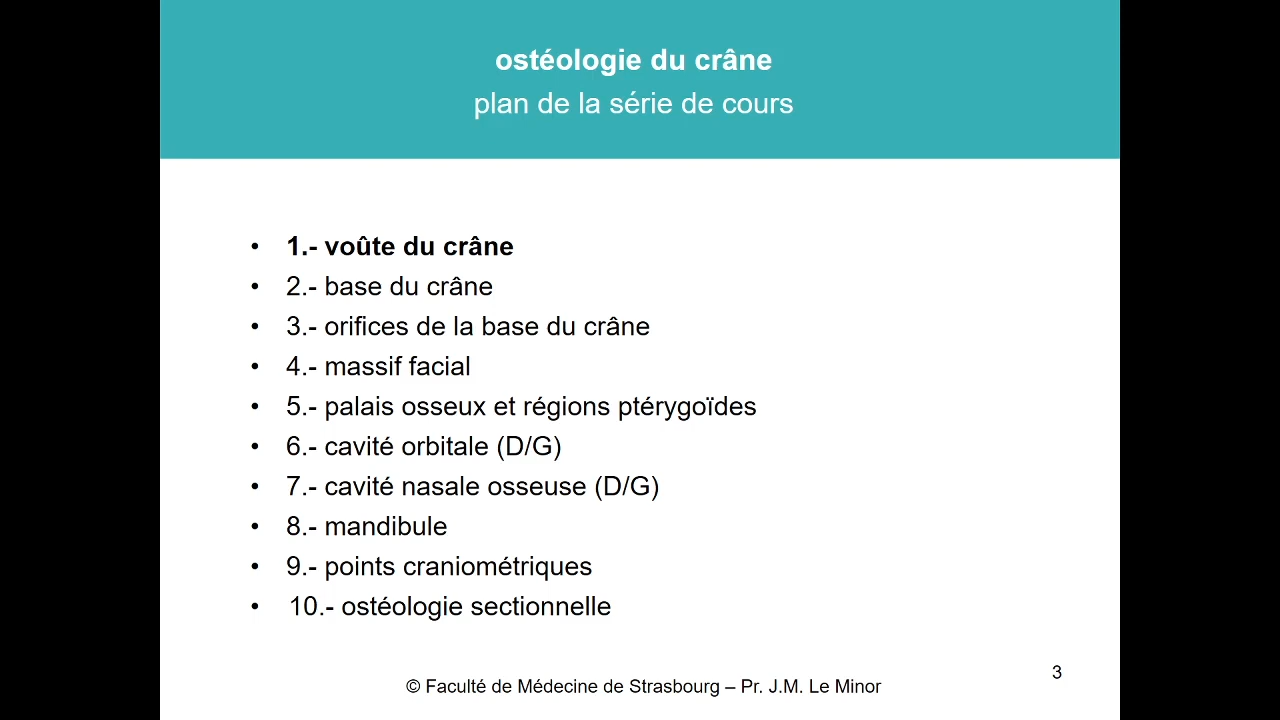 ostéologie du crâne
plan de la série de cours
• 1.- voûte du crâne
• 2.- base du crâne
• 3.- orifices de la base du crâne
• 4.- massif facial
• 5.- palais osseux et régions ptérygoïdes
• 6.- cavité orbitale (D/G)
• 7.- cavité nasale osseuse (D/G)
• 8.- mandibule
• 9.- points craniométriques
• 10.- ostéologie sectionnelle
3
© Faculté de Médecine de Strasbourg – Pr. J.M. Le Minor